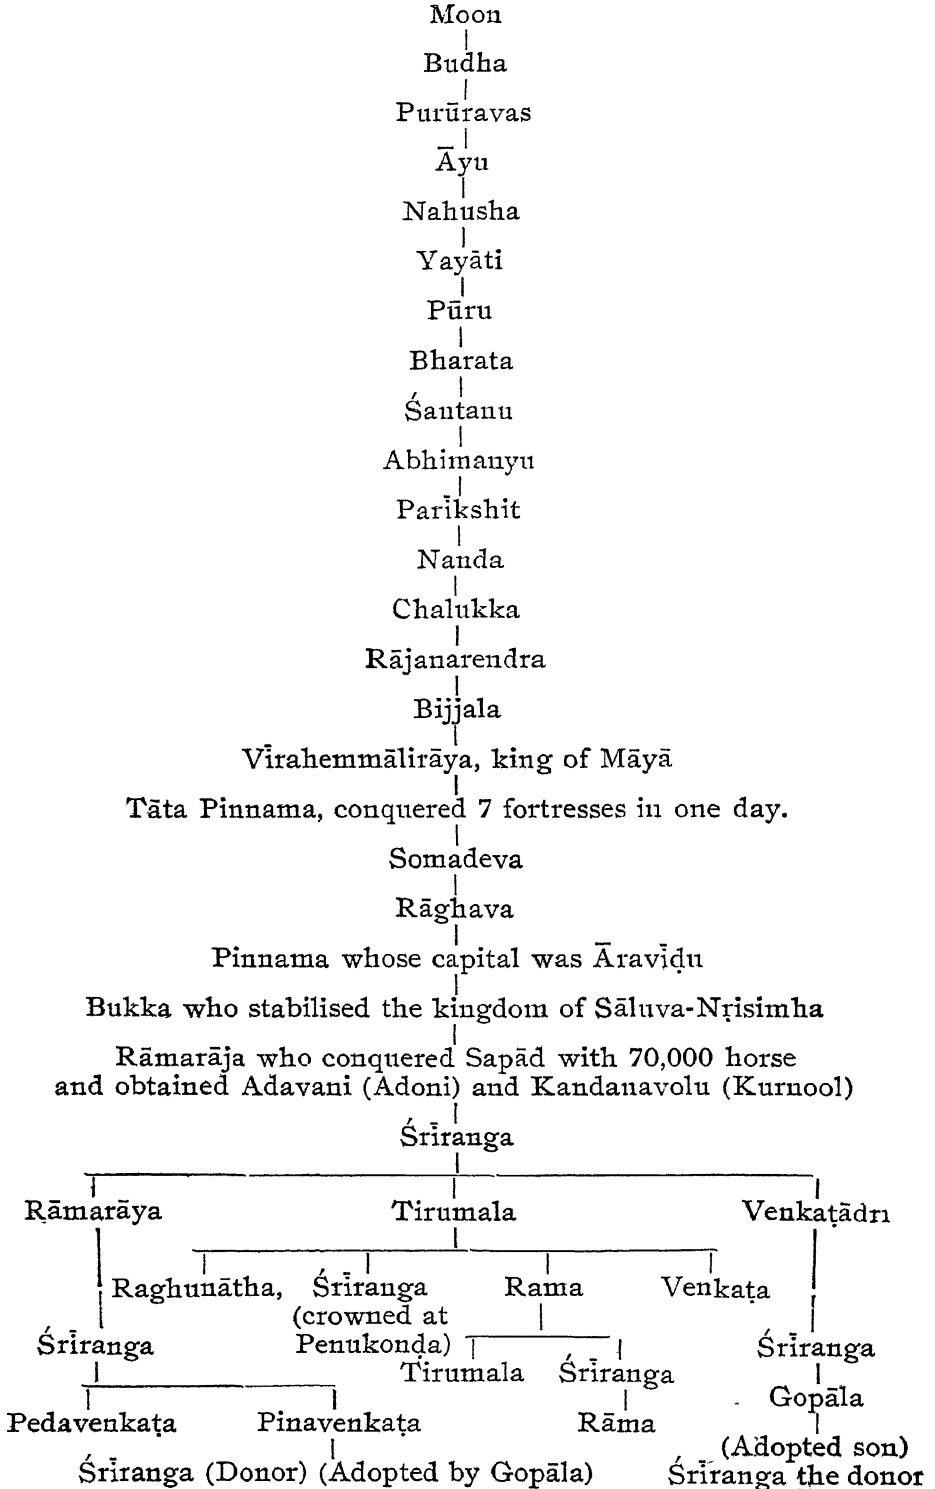 Moon
Budha
Purūravas
Āyu
Nahusha
Yayāti
Pūru
Bharata
Śantanu
Abhimanyu
Parīkshit
Nanda
Chalukka
Rājanarendra
Bijjala
Vīrahemmālirāya, king of Māyā
Tāta Pinnama, conquered 7 fortresses in one day.
Somadeva
Rāghava
Pinnama whose capital was Āravīḍu
Bukka who stabilised the kingdom of Sāluva-Nṛisimha
Rāmarāja who conquered Sapād with 70,000 horse
and obtained Adavani (Adoni) and Kandanavolu (Kurnool)
Śrīranga
Rāmarāya Tirumala Venkaṭādri
Raghunātha, Śrīranga Rama Venkaṭa
(crowned at
Śrīranga Penukonḍa) Śrīranga
Tirumala Śrīranga
Gopāla
Pedavenkaṭa Pinavenkaṭa Rāma
(Adopted son)
Śrīranga (Donor) (Adopted by Gopāla) Śrīranga the donor